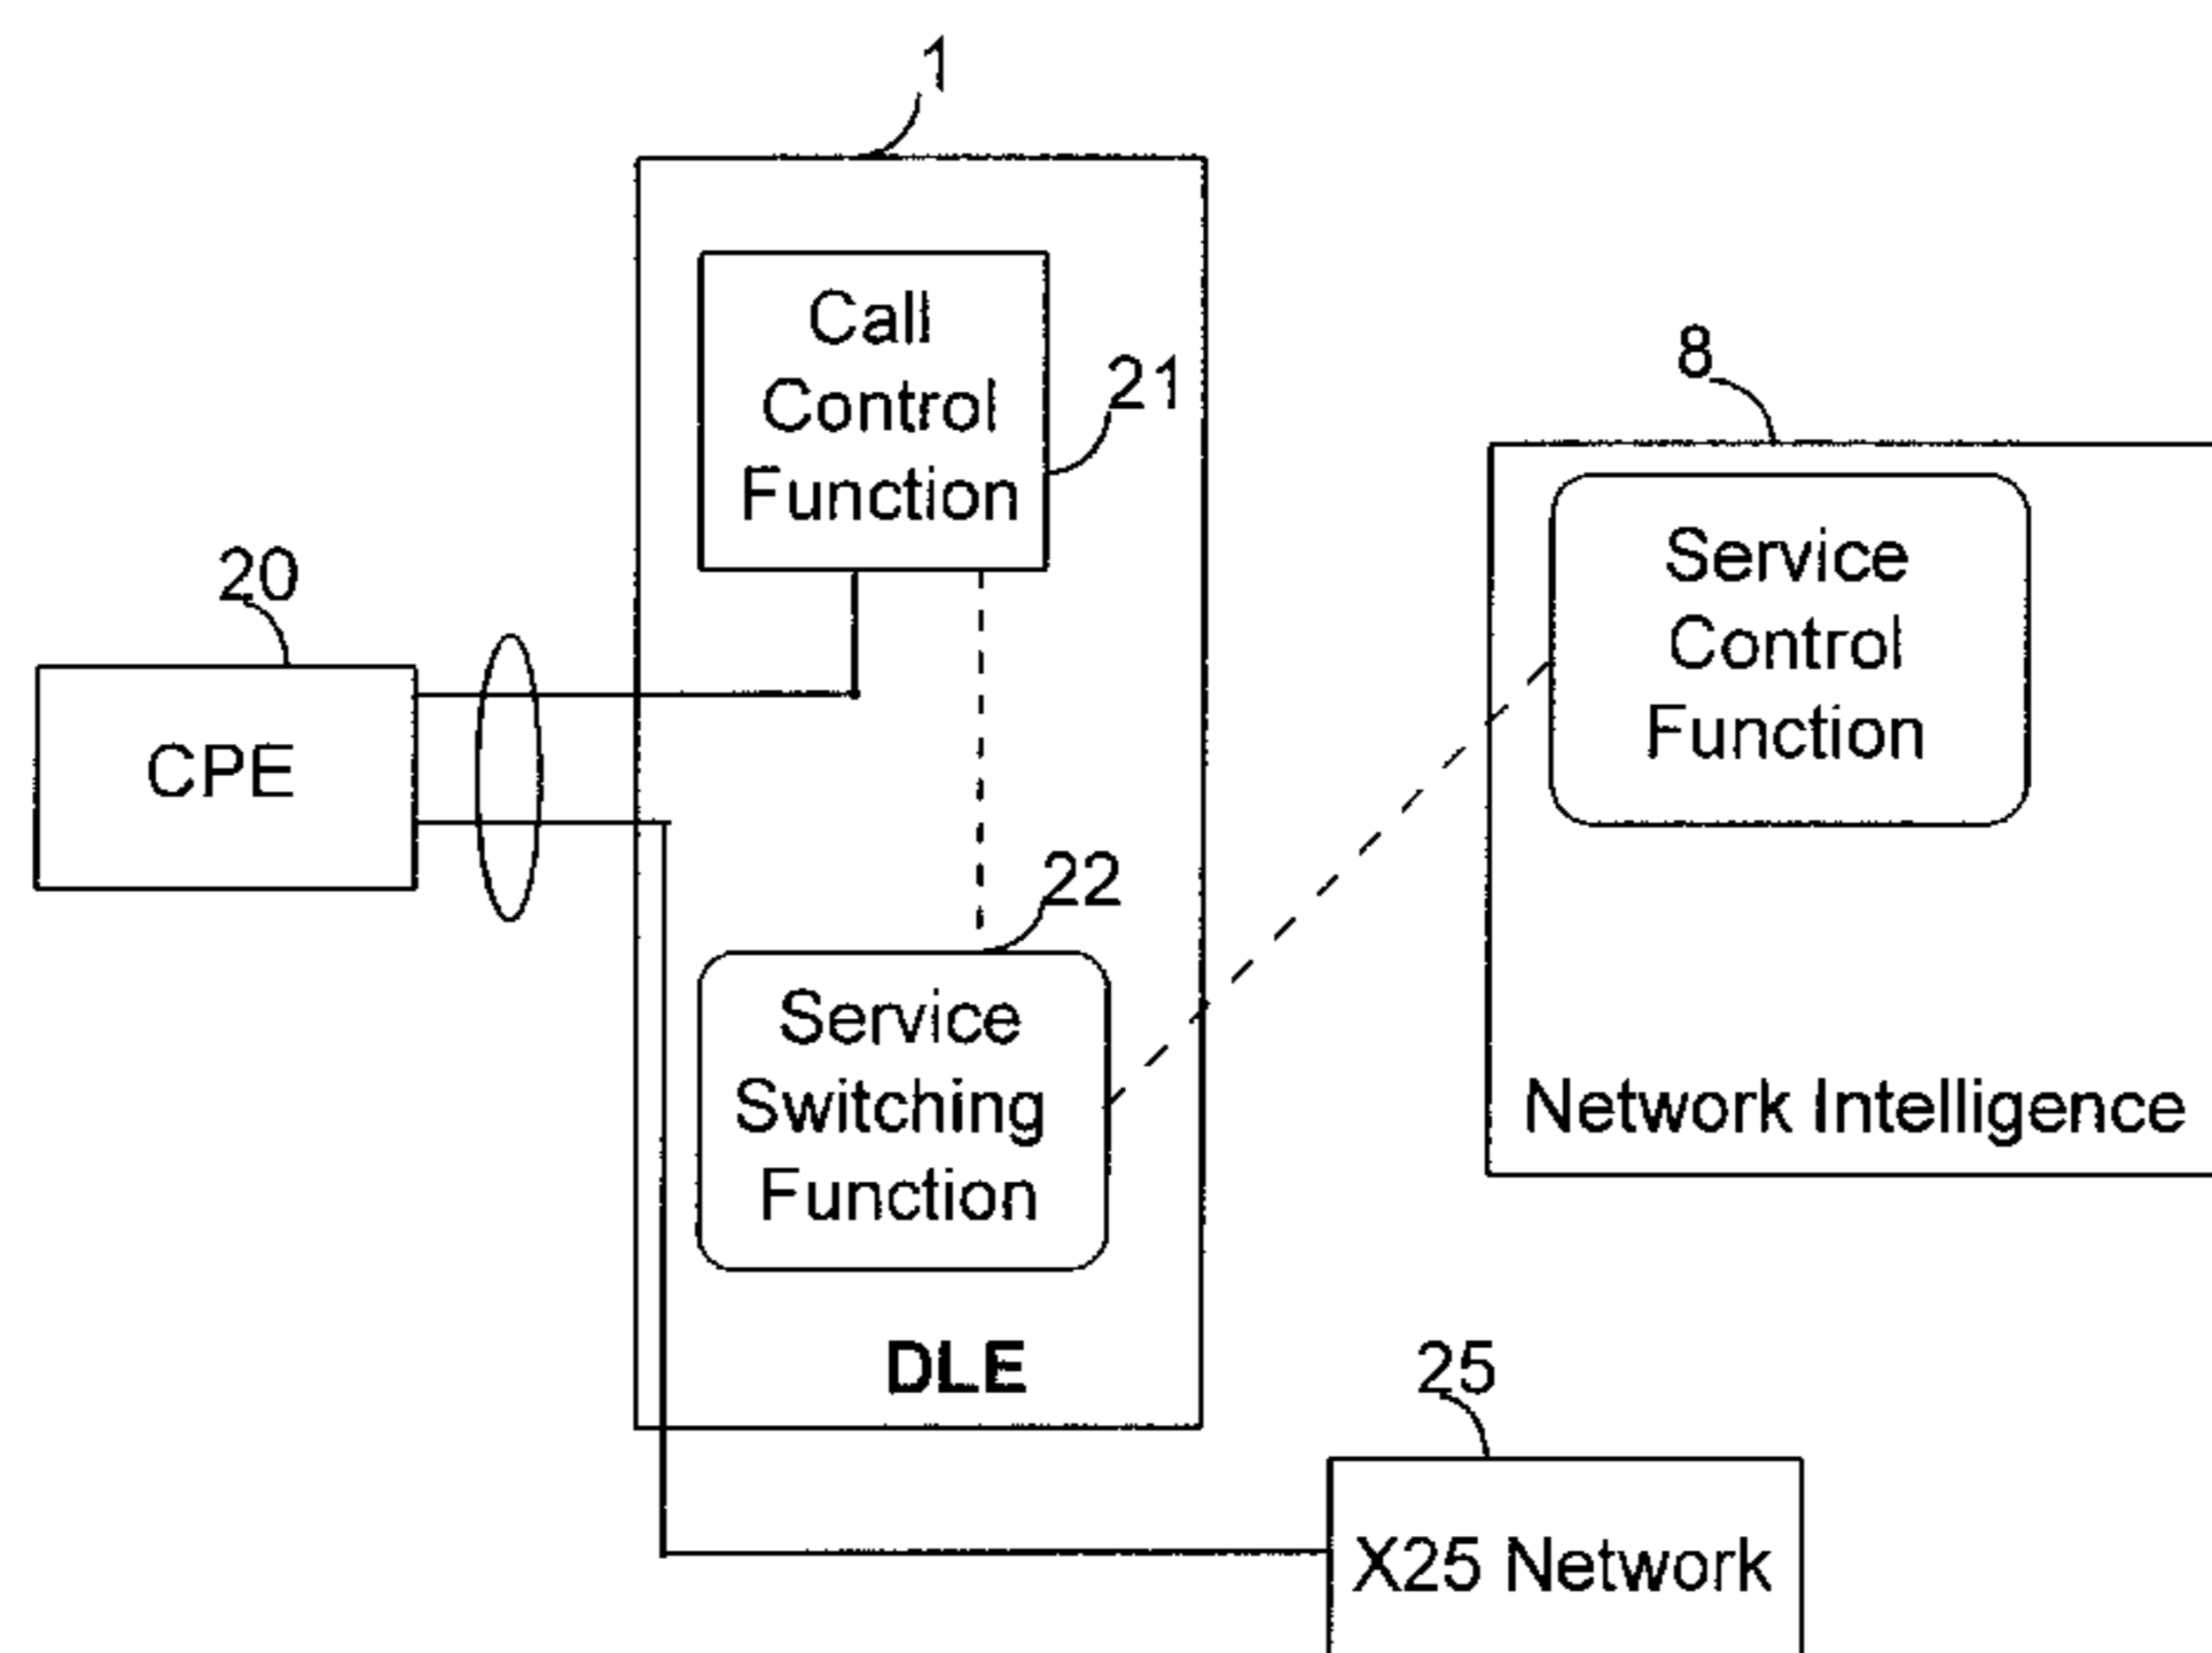 1
Call
Control
Function
21
8
Service
Control
Function
20
CPE
22
Service
Switching
Function
Network Intelligence
DLE
25
X25 Network